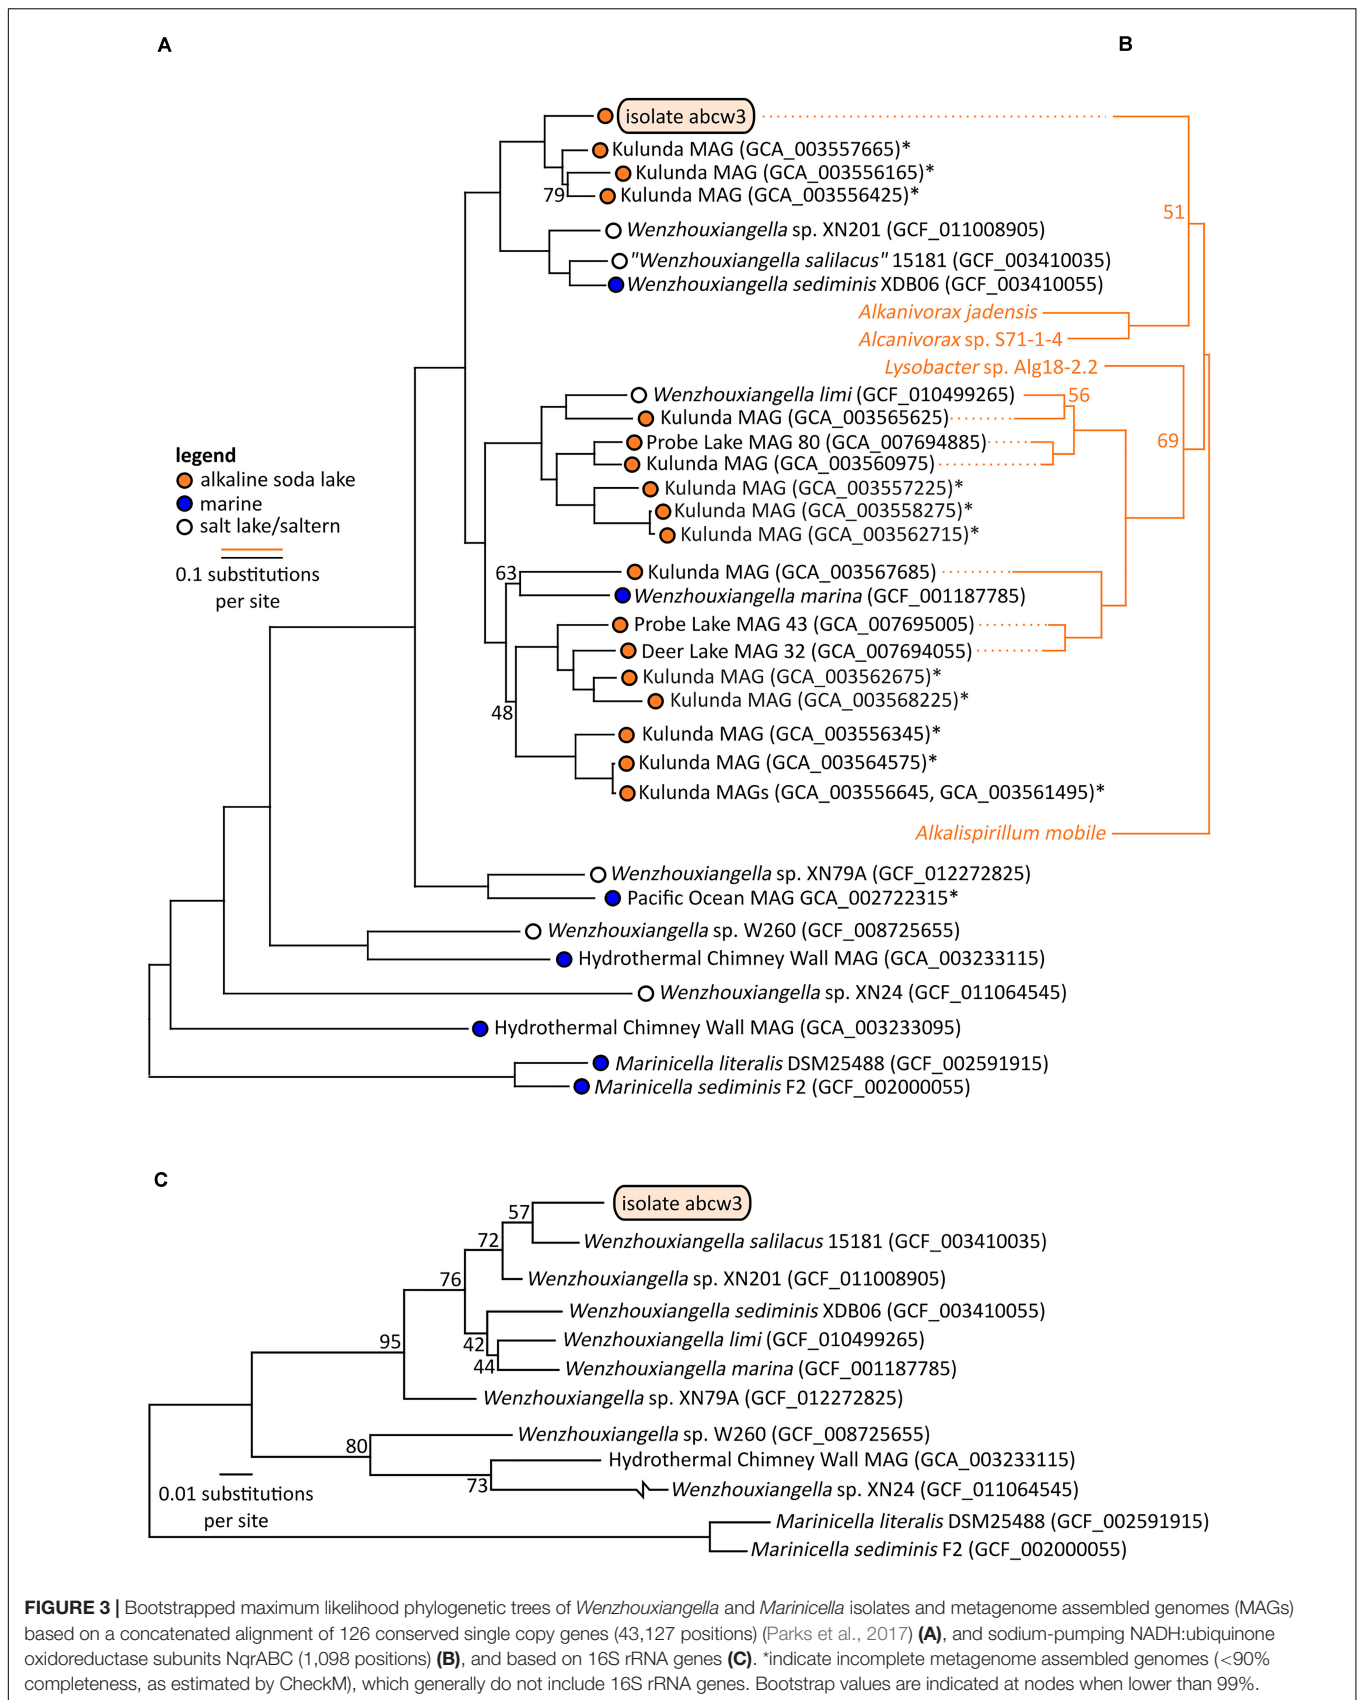 A
B
isolate abcw3
Kulunda MAG (GCA_003557665)*
Kulunda MAG (GCA_003556165)*
79
Kulunda MAG (GCA_003556425)*
51
Wenzhouxiangella sp. XN201 (GCF_011008905)
"Wenzhouxiangella salilacus" 15181 (GCF_003410035)
Wenzhouxiangella sediminis XDB06 (GCF_003410055)
Alkanivorax jadensis
Alcanivorax sp. S71-1-4
Lysobacter sp. Alg18-2.2
Wenzhouxiangella limi (GCF_010499265)
56
Kulunda MAG (GCA_003565625)
Probe Lake MAG 80 (GCA_007694885)
69
Kulunda MAG (GCA_003560975)
Kulunda MAG (GCA_003557225)*
Kulunda MAG (GCA_003558275)*
Kulunda MAG (GCA_003562715)*
legend
alkaline soda lake
marine
salt lake/saltern
0.1 substitutions
per site
63
Kulunda MAG (GCA_003567685)
Wenzhouxiangella marina (GCF_001187785)
Probe Lake MAG 43 (GCA_007695005)
Deer Lake MAG 32 (GCA_007694055)
Kulunda MAG (GCA_003562675)*
Kulunda MAG (GCA_003568225)*
48
Kulunda MAG (GCA_003556345)*
Kulunda MAG (GCA_003564575)*
Kulunda MAGs (GCA_003556645, GCA_003561495)*
Alkalispirillum mobile
Wenzhouxiangella sp. XN79A (GCF_012272825)
Pacific Ocean MAG GCA_002722315*
Wenzhouxiangella sp. W260 (GCF_008725655)
Hydrothermal Chimney Wall MAG (GCA_003233115)
Wenzhouxiangella sp. XN24 (GCF_011064545)
Hydrothermal Chimney Wall MAG (GCA_003233095)
Marinicella literalis DSM25488 (GCF_002591915)
Marinicella sediminis F2 (GCF_002000055)
C
isolate abcw3
57
Wenzhouxiangella salilacus 15181 (GCF_003410035)
72
Wenzhouxiangella sp. XN201 (GCF_011008905)
76
Wenzhouxiangella sediminis XDB06 (GCF_003410055)
42
Wenzhouxiangella limi (GCF_010499265)
95
44
Wenzhouxiangella marina (GCF_001187785)
Wenzhouxiangella sp. XN79A (GCF_012272825)
Wenzhouxiangella sp. W260 (GCF_008725655)
80
Hydrothermal Chimney Wall MAG (GCA_003233115)
73
Wenzhouxiangella sp. XN24 (GCF_011064545)
0.01 substitutions
per site
Marinicella literalis DSM25488 (GCF_002591915)
Marinicella sediminis F2 (GCF_002000055)
FIGURE 3 | Bootstrapped maximum likelihood phylogenetic trees of Wenzhouxiangella and Marinicella isolates and metagenome assembled genomes (MAGs)
based on a concatenated alignment of 126 conserved single copy genes (43,127 positions) (Parks et al., 2017) (A), and sodium-pumping NADH:ubiquinone
oxidoreductase subunits NqrABC (1,098 positions) (B), and based on 16S rRNA genes (C). *indicate incomplete metagenome assembled genomes (<90%
completeness, as estimated by CheckM), which generally do not include 16S rRNA genes. Bootstrap values are indicated at nodes when lower than 99%.